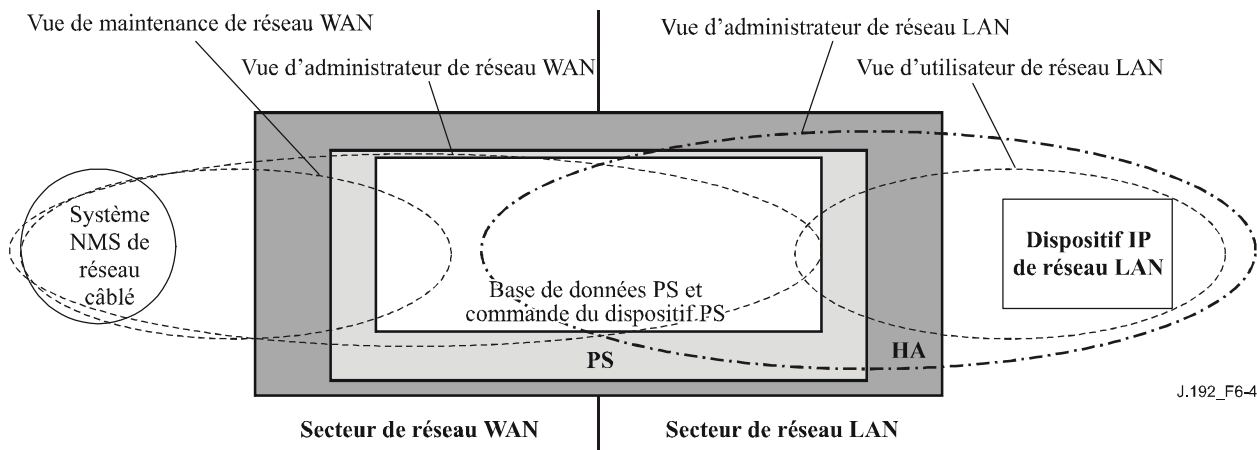 Vue de maintenance de réseau WAN
Vue d'administrateur de réseau WAN
Vue d'administrateur de réseau LAN
Vue d'utilisateur de réseau LAN
Système
NMS de
réseau
câblé
Dispositif IP
de réseau LAN
Base de données PS et
commande du dispositif PS
PS
HA
J.192_F6-4
Secteur de réseau WAN
Secteur de réseau LAN